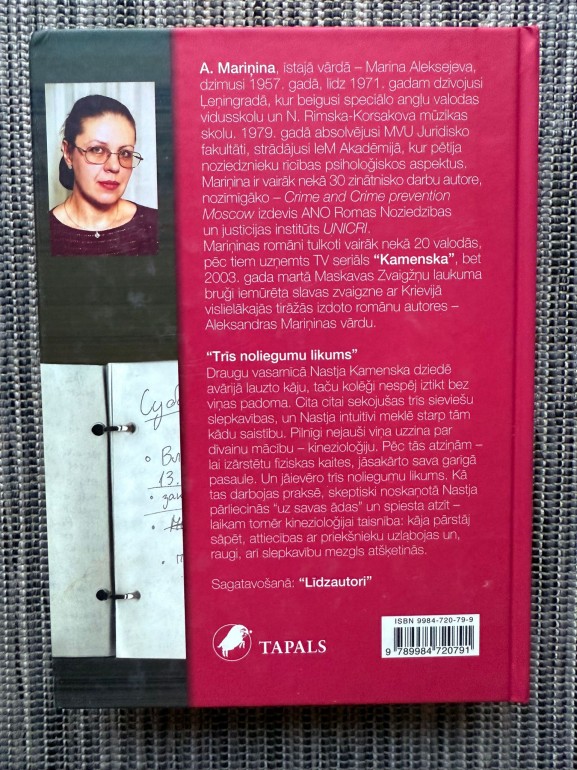 A. Mariņina, īstajā vārdā – Marina Aleksejeva,
dzimusi 1957. gadā, līdz 1971. gadam dzīvojusi
Ļeņingradā, kur beigusi speciālo angļu valodas
vidusskolu un N. Rimska-Korsakova mūzikas
skolu. 1979. gadā absolvējusi MVU Juridisko
fakultāti, strādājusi IeM Akadēmijā, kur pētīja
noziedznieku rīcības psiholoģiskos aspektus.
Mariņina ir vairāk nekā 30 zinātnisko darbu autore,
nozīmīgāko – Crime and Crime prevention
Moscow izdevis ANO Romas Noziedzības
un justīcijas institūts UNICRI.
Mariņinas romāni tulkoti vairāk nekā 20 valodās,
pēc tiem uzņemts TV seriāls “Kamenska”, bet
2003. gada martā Maskavas Zvaigžņu laukuma
bruģī iemūrēta slavas zvaigzne ar Krievijā
vislielākajās tirāžās izdoto romānu autores –
Aleksandras Mariņinas vārdu.
“Trīs noliegumu likums”
Draugu vasarnīcā Nastja Kamenska dziedē
avārijā lauzto kāju, taču kolēģi nespēj iztikt bez
viņas padoma. Cita citai sekojušas trīs sieviešu
slepkavības, un Nastja intuitīvi meklē starp tām
kādu saistību. Pilnīgi nejauši viņa uzzina par
dīvainu mācību – kinezioloģiju. Pēc tās atziņām –
lai izārstētu fiziskas kaites, jāsakārto sava garīgā
pasaule. Un jāievēro trīs noliegumu likums. Kā
tas darbojas praksē, skeptiski noskaņotā Nastja
pārliecinās “uz savas ādas” un spiesta atzīt –
laikam tomēr kinezioloģijai taisnība: kāja pārstāj
sāpēt, attiecības ar priekšnieku uzlabojas un,
raugi, arī slepkavību mezgls atšķetinās.
Sagatavošanā: “Līdzautori”
TAPALS
ISBN 9984-720-79-9
9 789984 720791
Суб
Вл
13.
зан